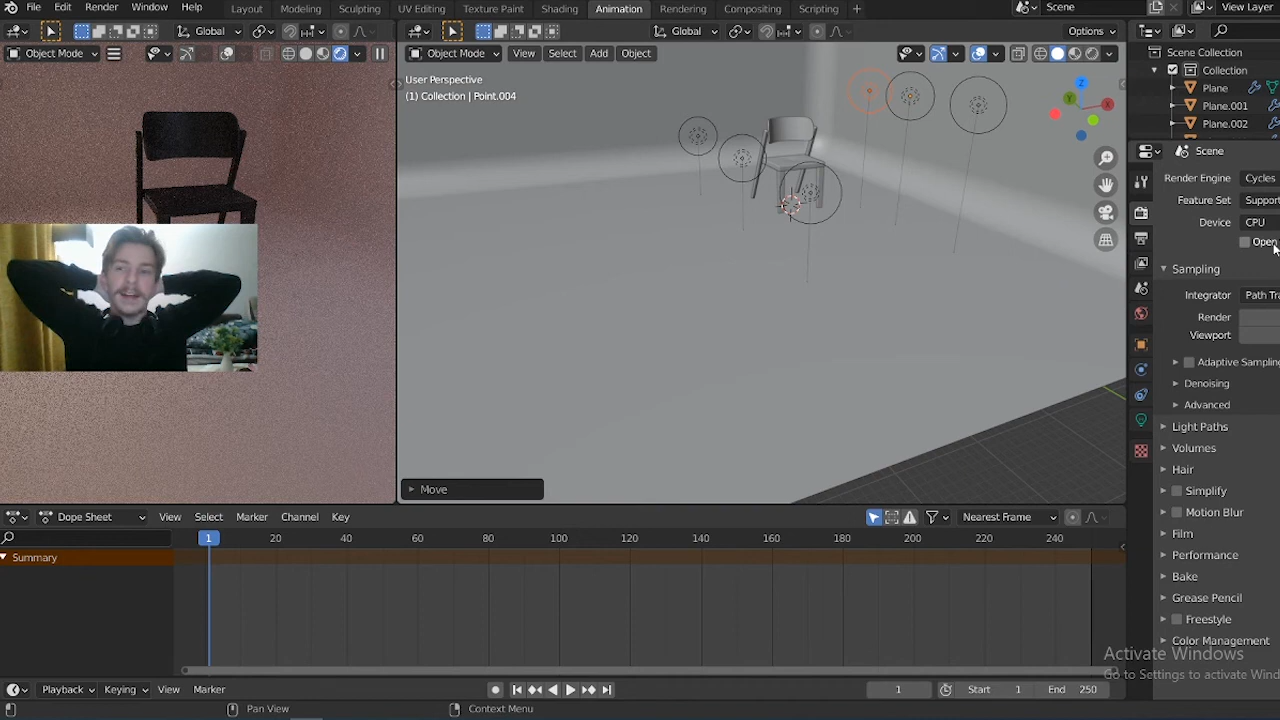 File Edit Render Window Help Layout Modeling Sculpting UV Editing Texture Paint Shading Animation Rendering Compositing Scripting + Scene View Layer
Global Global Options
Object Mode Object Mode View Select Add Object
User Perspective
(1) Collection | Point.004
Z
Y
X
Scene Collection
Collection
Plane
Plane.001
Plane.002
Scene
Render Engine Cycles
Feature Set Support
Device CPU
Open
Sampling
Integrator Path Tra
Render
Viewport
Adaptive Sampling
Denoising
Advanced
Light Paths
Volumes
Hair
Simplify
Motion Blur
Film
Performance
Bake
Grease Pencil
Freestyle
Color Management
Move
Dope Sheet View Select Marker Channel Key Nearest Frame
1 20 40 60 80 100 120 140 160 180 200 220 240
Summary
Activate Windows
Go to Settings to activate Wind
Playback Keying View Marker 1 Start 1 End 250
Pan View Context Menu